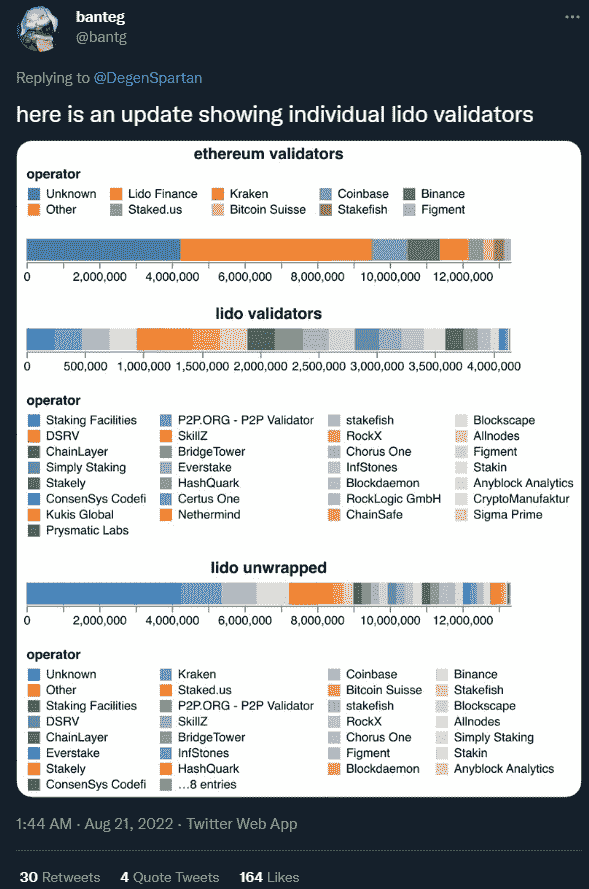 banteg
@bantg
Replying to @DegenSpartan
here is an update showing individual lido validators
ethereum validators
operator
Unknown Lido Finance Kraken Coinbase Binance
Other Staked.us Bitcoin Suisse Stakefish Figment
0 2,000,000 4,000,000 6,000,000 8,000,000 10,000,000 12,000,000
lido validators
0 500,000 1,000,000 1,500,000 2,000,000 2,500,000 3,000,000 3,500,000 4,000,000
operator
Staking Facilities P2P.ORG - P2P Validator stakefish Blockscape
DSRV SkillZ RockX Allnodes
ChainLayer BridgeTower Chorus One Figment
Simply Staking Everstake InfStones Stakin
Stakely HashQuark Blockdaemon Anyblock Analytics
ConsenSys Codefi Certus One RockLogic GmbH CryptoManufaktur
Kukis Global Nethermind ChainSafe Sigma Prime
Prysmatic Labs
lido unwrapped
0 2,000,000 4,000,000 6,000,000 8,000,000 10,000,000 12,000,000
operator
Unknown Kraken Coinbase Binance
Other Staked.us Bitcoin Suisse Stakefish
Staking Facilities P2P.ORG - P2P Validator stakefish Blockscape
DSRV SkillZ RockX Allnodes
ChainLayer BridgeTower Chorus One Simply Staking
Everstake InfStones Figment Stakin
Stakely HashQuark Blockdaemon Anyblock Analytics
ConsenSys Codefi ...8 entries
1:44 AM · Aug 21, 2022 · Twitter Web App
30 Retweets 4 Quote Tweets 164 Likes